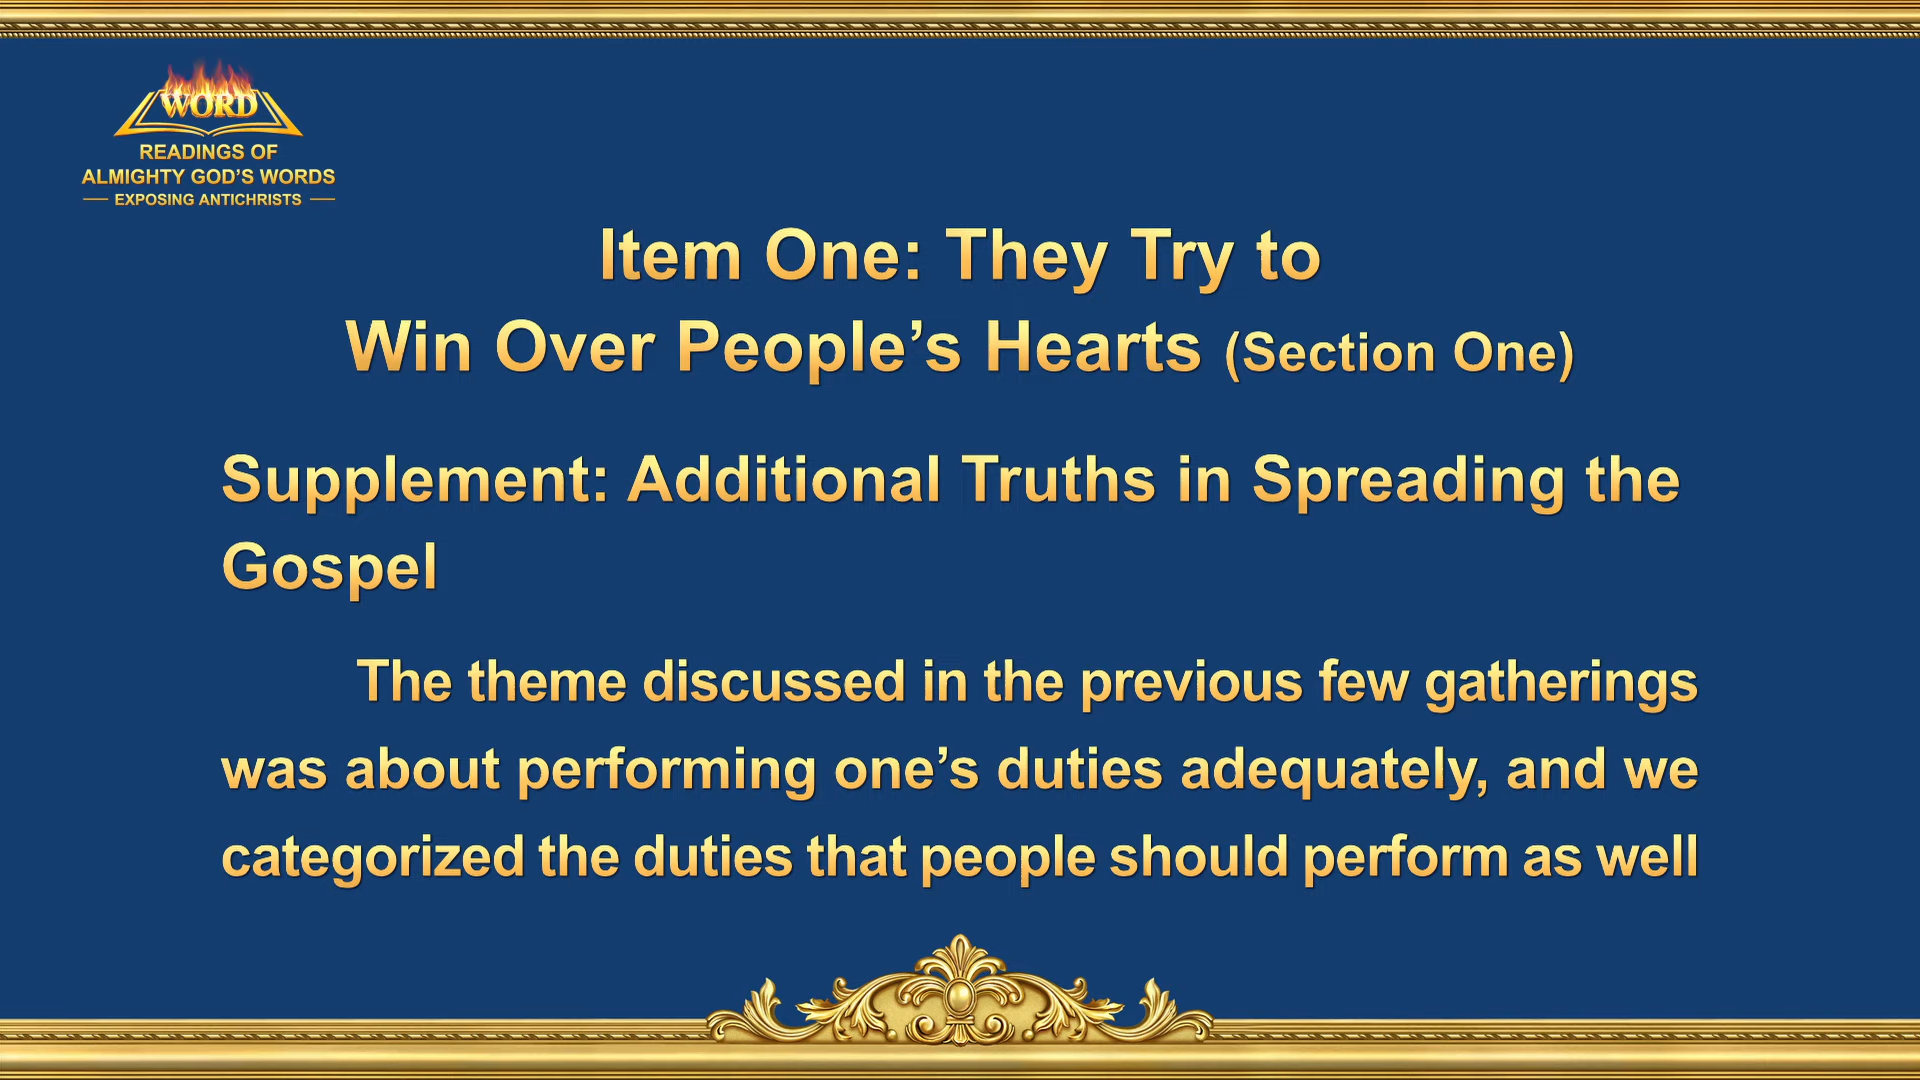 WORD
READINGS OF
ALMIGHTY GOD’S WORDS
EXPOSING ANTICHRISTS
Item One: They Try to
Win Over People’s Hearts (Section One)
Supplement: Additional Truths in Spreading the
Gospel
The theme discussed in the previous few gatherings
was about performing one’s duties adequately, and we
categorized the duties that people should perform as well